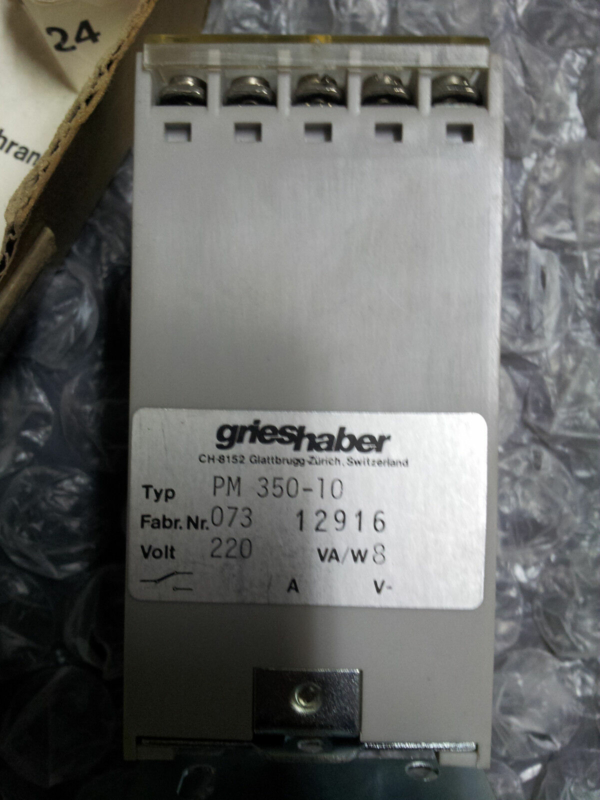 24
grieshaber
CH-8152 Glattbrugg-Zürich, Switzerland
Typ PM 350-10
Fabr. Nr. 073 12916
Volt 220 VA/W 8
A V-